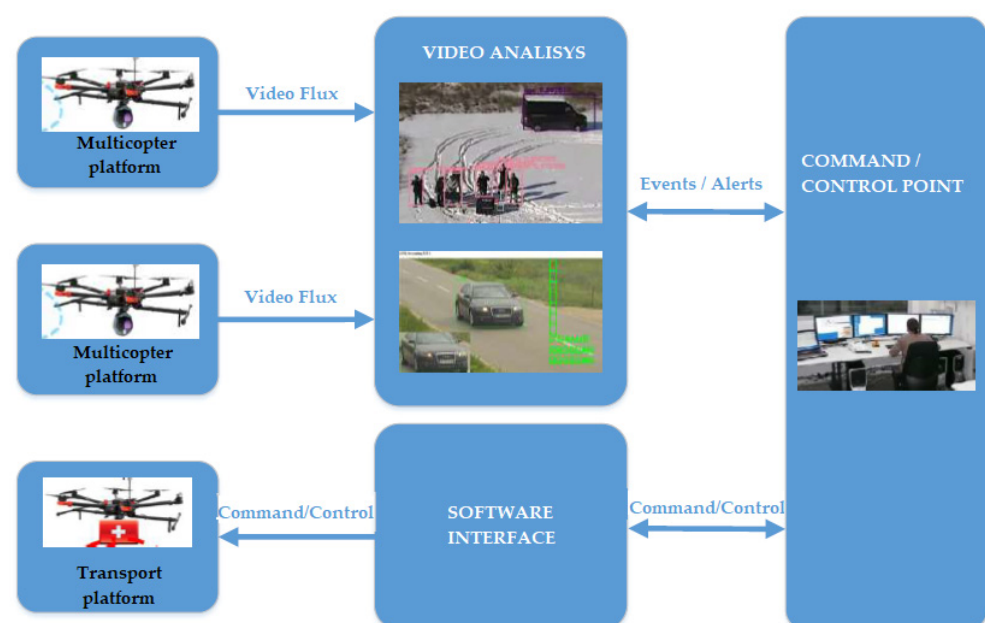 Multicopter
platform
Video Flux
VIDEO ANALISYS
Events / Alerts
COMMAND /
CONTROL POINT
Multicopter
platform
Video Flux
Transport
platform
Command/Control
SOFTWARE
INTERFACE
Command/Control